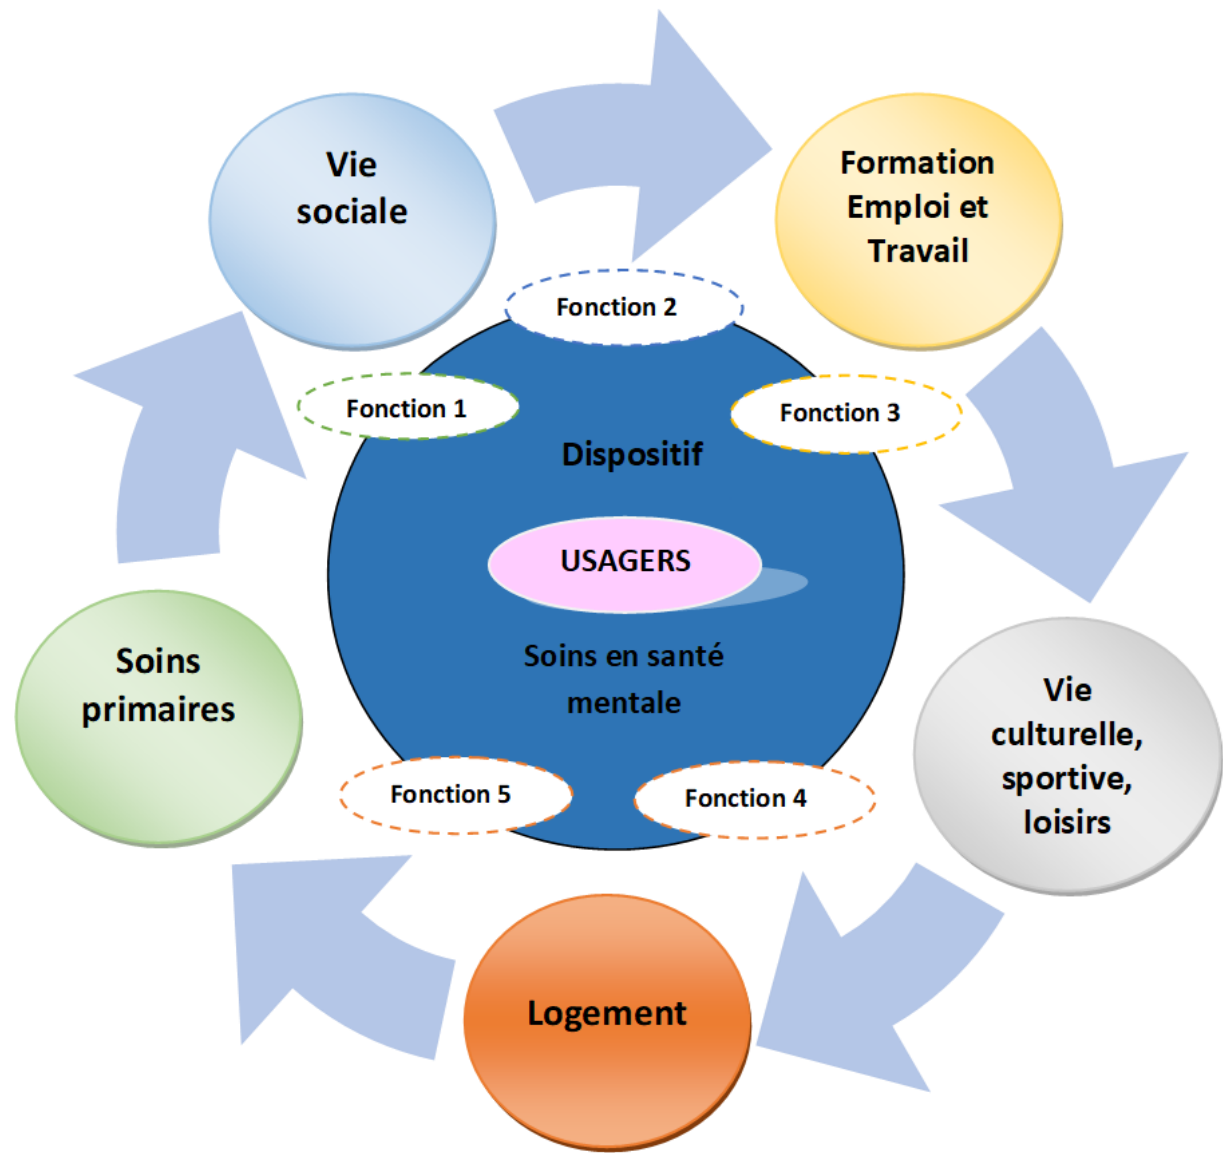 Vie
sociale
Formation
Emploi et
Travail
Fonction 2
Fonction 1
Fonction 3
Dispositif
USAGERS
Soins en santé
mentale
Soins
primaires
Vie
culturelle,
sportive,
loisirs
Fonction 5
Fonction 4
Logement